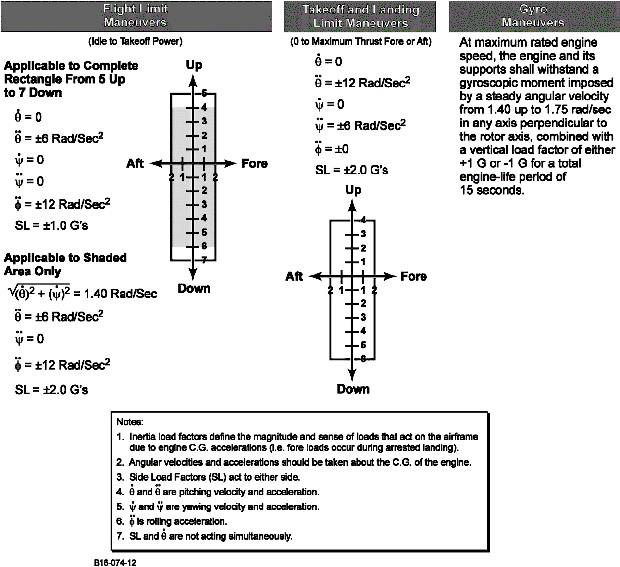 Flight Limit
Maneuvers
(Idle to Takeoff Power)
Applicable to Complete
Rectangle From 5 Up
to 7 Down
θ̇ = 0
θ̈ = ±6 Rad/Sec²
ψ̇ = 0
ψ̈ = 0
ϕ̈ = ±12 Rad/Sec²
SL = ±1.0 G's
Up
5
4
3
2
1
Aft
2 1 1 2
Fore
2
3
4
5
6
7
Down
Applicable to Shaded
Area Only
√(θ̇)² + (ψ̇)² = 1.40 Rad/Sec
θ̈ = ±6 Rad/Sec²
ψ̈ = 0
ϕ̈ = ±12 Rad/Sec²
SL = ±2.0 G's
Takeoff and Landing
Limit Maneuvers
(0 to Maximum Thrust Fore or Aft)
θ̇ = 0
θ̈ = ±12 Rad/Sec²
ψ̇ = 0
ψ̈ = ±6 Rad/Sec²
ϕ̈ = ±0
SL = ±2.0 G's
Up
4
3
2
1
Aft
Fore
2 1 1 2
2
3
4
5
6
Down
Gyro
Maneuvers
At maximum rated engine
speed, the engine and its
supports shall withstand a
gyroscopic moment imposed
by a steady angular velocity
from 1.40 up to 1.75 rad/sec
in any axis perpendicular to
the rotor axis, combined with
a vertical load factor of either
+1 G or -1 G for a total
engine-life period of
15 seconds.
Notes:
1. Inertia load factors define the magnitude and sense of loads that act on the airframe
due to engine C.G. accelerations (i.e. fore loads occur during arrested landing).
2. Angular velocities and accelerations should be taken about the C.G. of the engine.
3. Side Load Factors (SL) act to either side.
4. θ̇ and θ̈ are pitching velocity and acceleration.
5. ψ̇ and ψ̈ are yawing velocity and acceleration.
6. ϕ̈ is rolling acceleration.
7. SL and θ̇ are not acting simultaneously.
B16-074-12